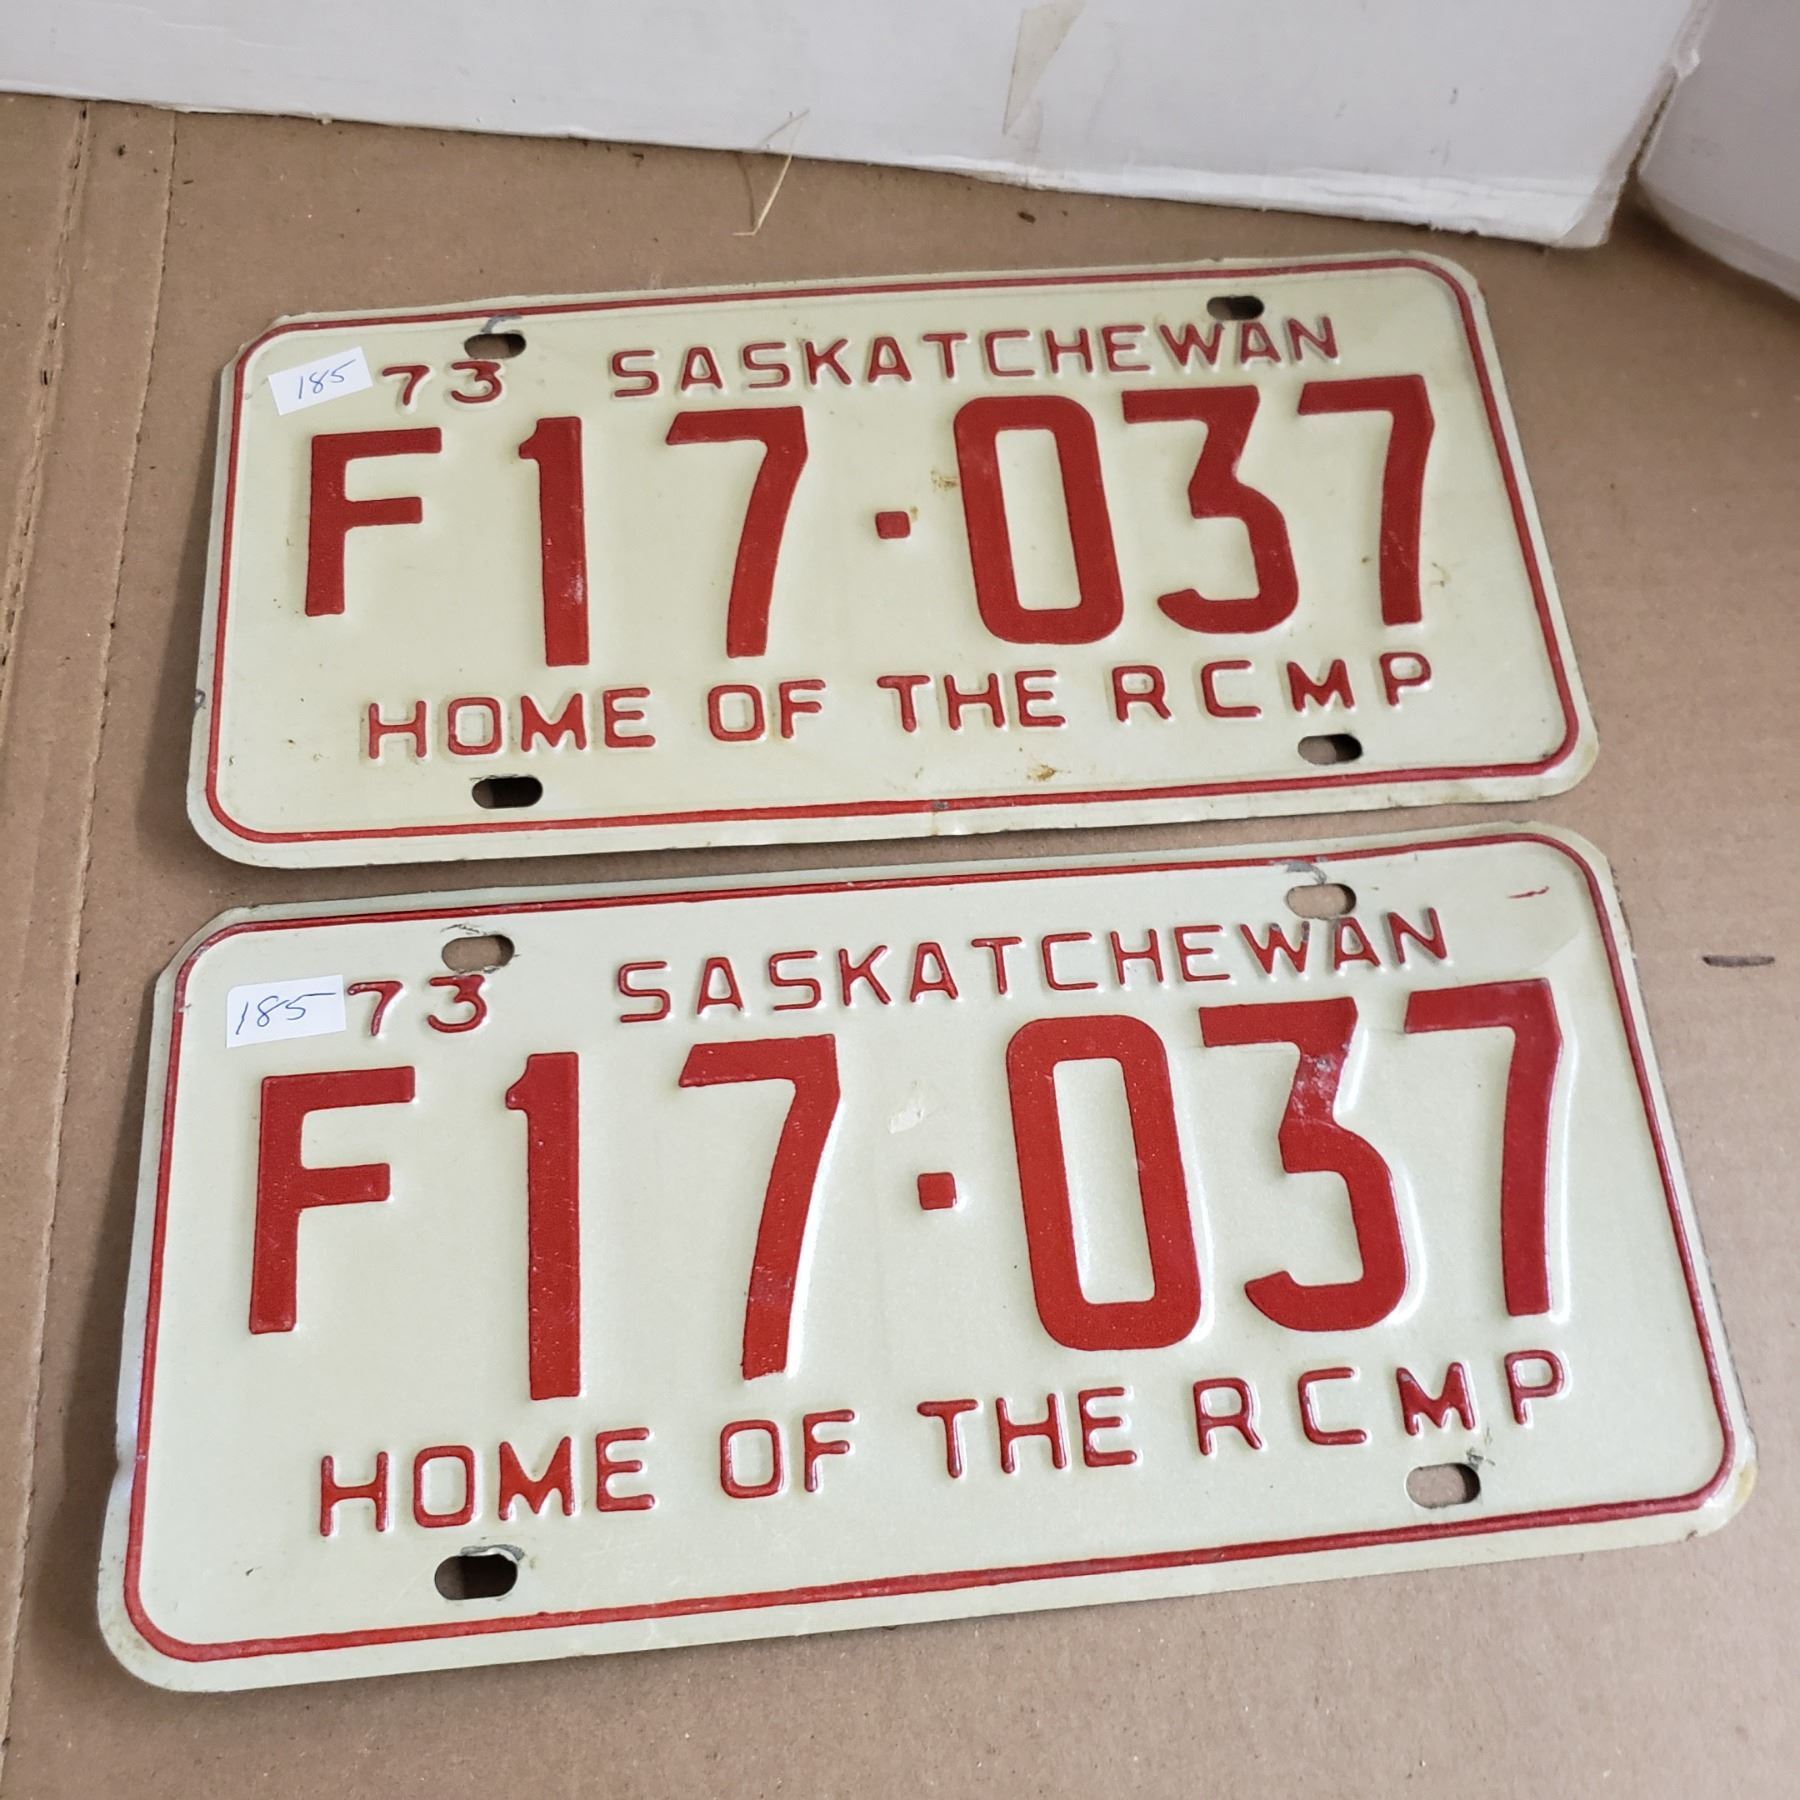 185 73 SASKATCHEWAN
F17·037
HOME OF THE RCMP
185 73 SASKATCHEWAN
F17·037
HOME OF THE RCMP